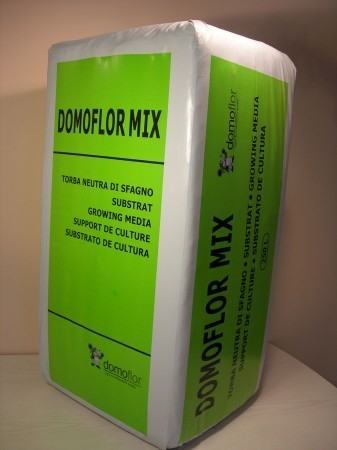 DOMOFLOR MIX
TORBA NEUTRA DI SFAGNO
SUBSTRAT
GROWING MEDIA
SUPPORT DE CULTURE
SUBSTRATO DE CULTURA
domoflor
domoflor
DOMOFLOR MIX
TORBA NEUTRA DI SFAGNO • SUBSTRAT • GROWING MEDIA
SUPPORT DE CULTURE • SUBSTRATO DE CULTURA
250 L